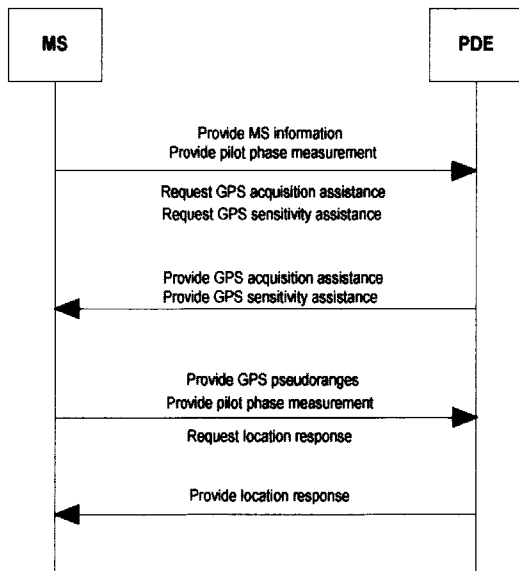 MS
PDE
Provide MS information
Provide pilot phase measurement
Request GPS acquisition assistance
Request GPS sensitivity assistance
Provide GPS acquisition assistance
Provide GPS sensitivity assistance
Provide GPS pseudoranges
Provide pilot phase measurement
Request location response
Provide location response